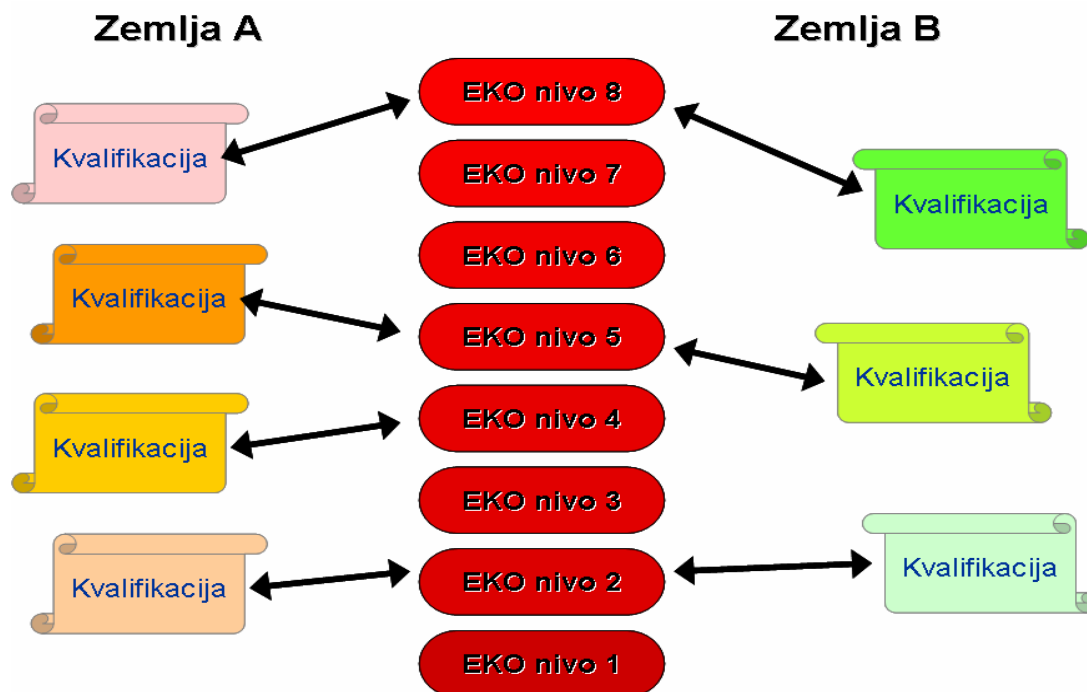 Zemlja A
Zemlja B
EKO nivo 8
Kvalifikacija
EKO nivo 7
Kvalifikacija
EKO nivo 6
Kvalifikacija
EKO nivo 5
Kvalifikacija
EKO nivo 4
Kvalifikacija
EKO nivo 3
Kvalifikacija
EKO nivo 2
Kvalifikacija
EKO nivo 1